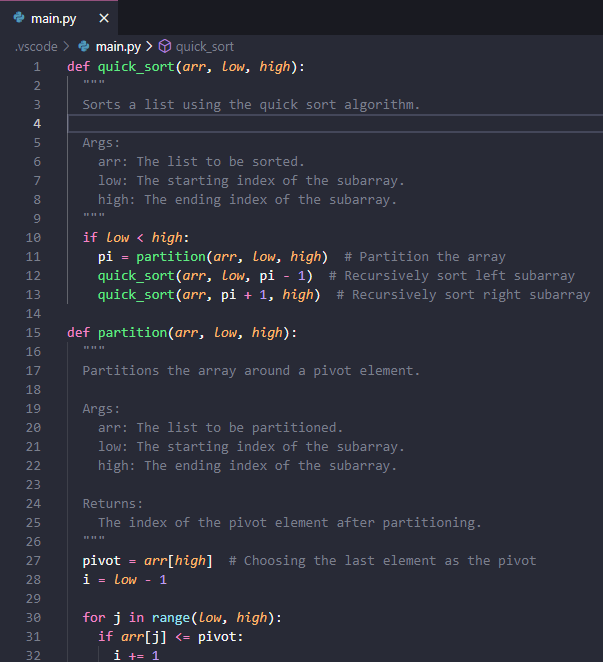 main.py ×
.vscode > main.py > quick_sort
1 def quick_sort(arr, low, high):
2   """
3   Sorts a list using the quick sort algorithm.
4
5   Args:
6     arr: The list to be sorted.
7     low: The starting index of the subarray.
8     high: The ending index of the subarray.
9   """
10   if low < high:
11     pi = partition(arr, low, high)  # Partition the array
12     quick_sort(arr, low, pi - 1)  # Recursively sort left subarray
13     quick_sort(arr, pi + 1, high)  # Recursively sort right subarray
14
15 def partition(arr, low, high):
16   """
17   Partitions the array around a pivot element.
18
19   Args:
20     arr: The list to be partitioned.
21     low: The starting index of the subarray.
22     high: The ending index of the subarray.
23
24   Returns:
25     The index of the pivot element after partitioning.
26   """
27   pivot = arr[high]  # Choosing the last element as the pivot
28   i = low - 1
29
30   for j in range(low, high):
31     if arr[j] <= pivot:
32       i += 1